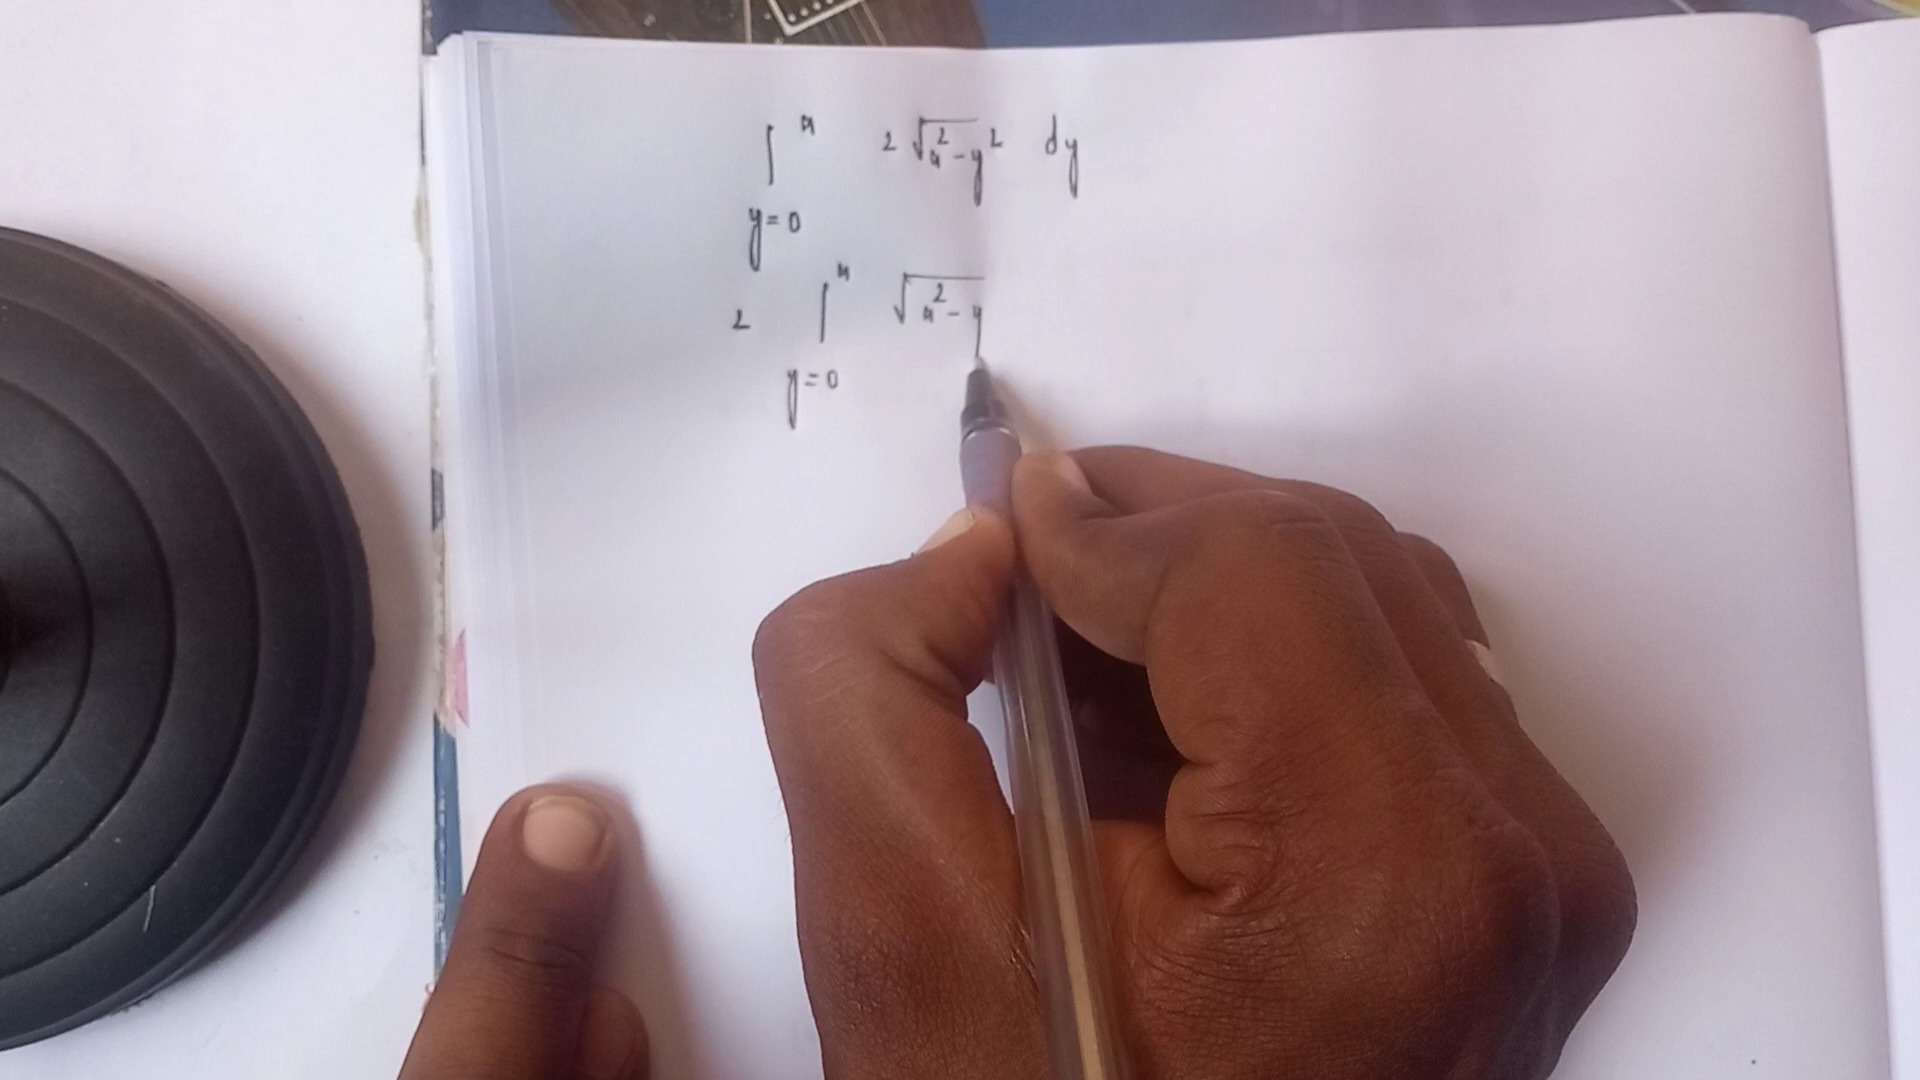 ∫ᵃ 2 √a² - y² dy
y = 0
2 ∫ᵃ √a² - y
y = 0